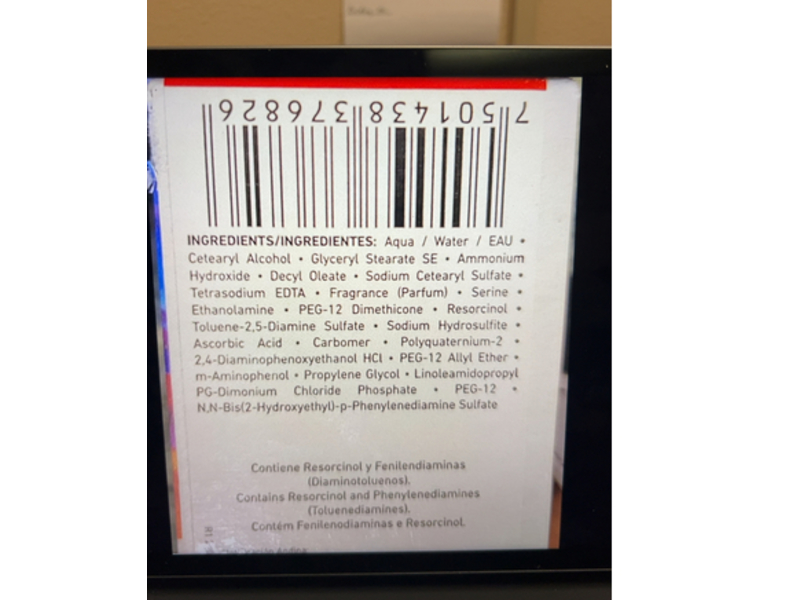 7 501438 376826
INGREDIENTS/INGREDIENTES: Aqua / Water / EAU •
Cetearyl Alcohol • Glyceryl Stearate SE • Ammonium
Hydroxide • Decyl Oleate • Sodium Cetearyl Sulfate •
Tetrasodium EDTA • Fragrance (Parfum) • Serine •
Ethanolamine • PEG-12 Dimethicone • Resorcinol •
Toluene-2,5-Diamine Sulfate • Sodium Hydrosulfite •
Ascorbic Acid • Carbomer • Polyquaternium-2 •
2,4-Diaminophenoxyethanol HCl • PEG-12 Allyl Ether •
m-Aminophenol • Propylene Glycol • Linoleamidopropyl
PG-Dimonium Chloride Phosphate • PEG-12 •
N,N-Bis(2-Hydroxyethyl)-p-Phenylenediamine Sulfate
Contiene Resorcinol y Fenilendiaminas
(Diaminotoluenos).
Contains Resorcinol and Phenylenediamines
(Toluenediamines).
Contém Fenilenodiaminas e Resorcinol.